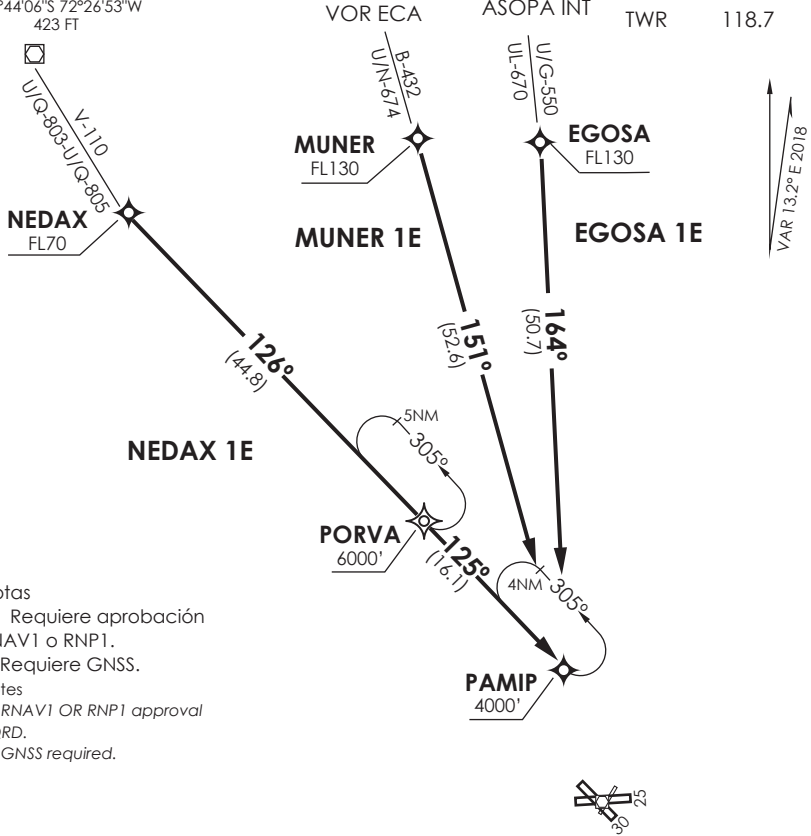 °44'06"S 72°26'53"W
423 FT
VOR ECA
ASOPA INT
TWR 118.7
V-110
U/Q-803-U/Q-805
B-432
U/N-674
U/G-550
UL-670
VAR 13.2° E 2018
MUNER
FL130
EGOSA
FL130
NEDAX
FL70
MUNER 1E
EGOSA 1E
126°
(44.8)
151°
(52.6)
164°
(50.7)
NEDAX 1E
5NM
305°
PORVA
6000'
125°
(16.1)
4NM
305°
PAMIP
4000'
otas
Requiere aprobación
NAV1 o RNP1.
Requiere GNSS.
tes
RNAV1 OR RNP1 approval
QRD.
GNSS required.
25
30